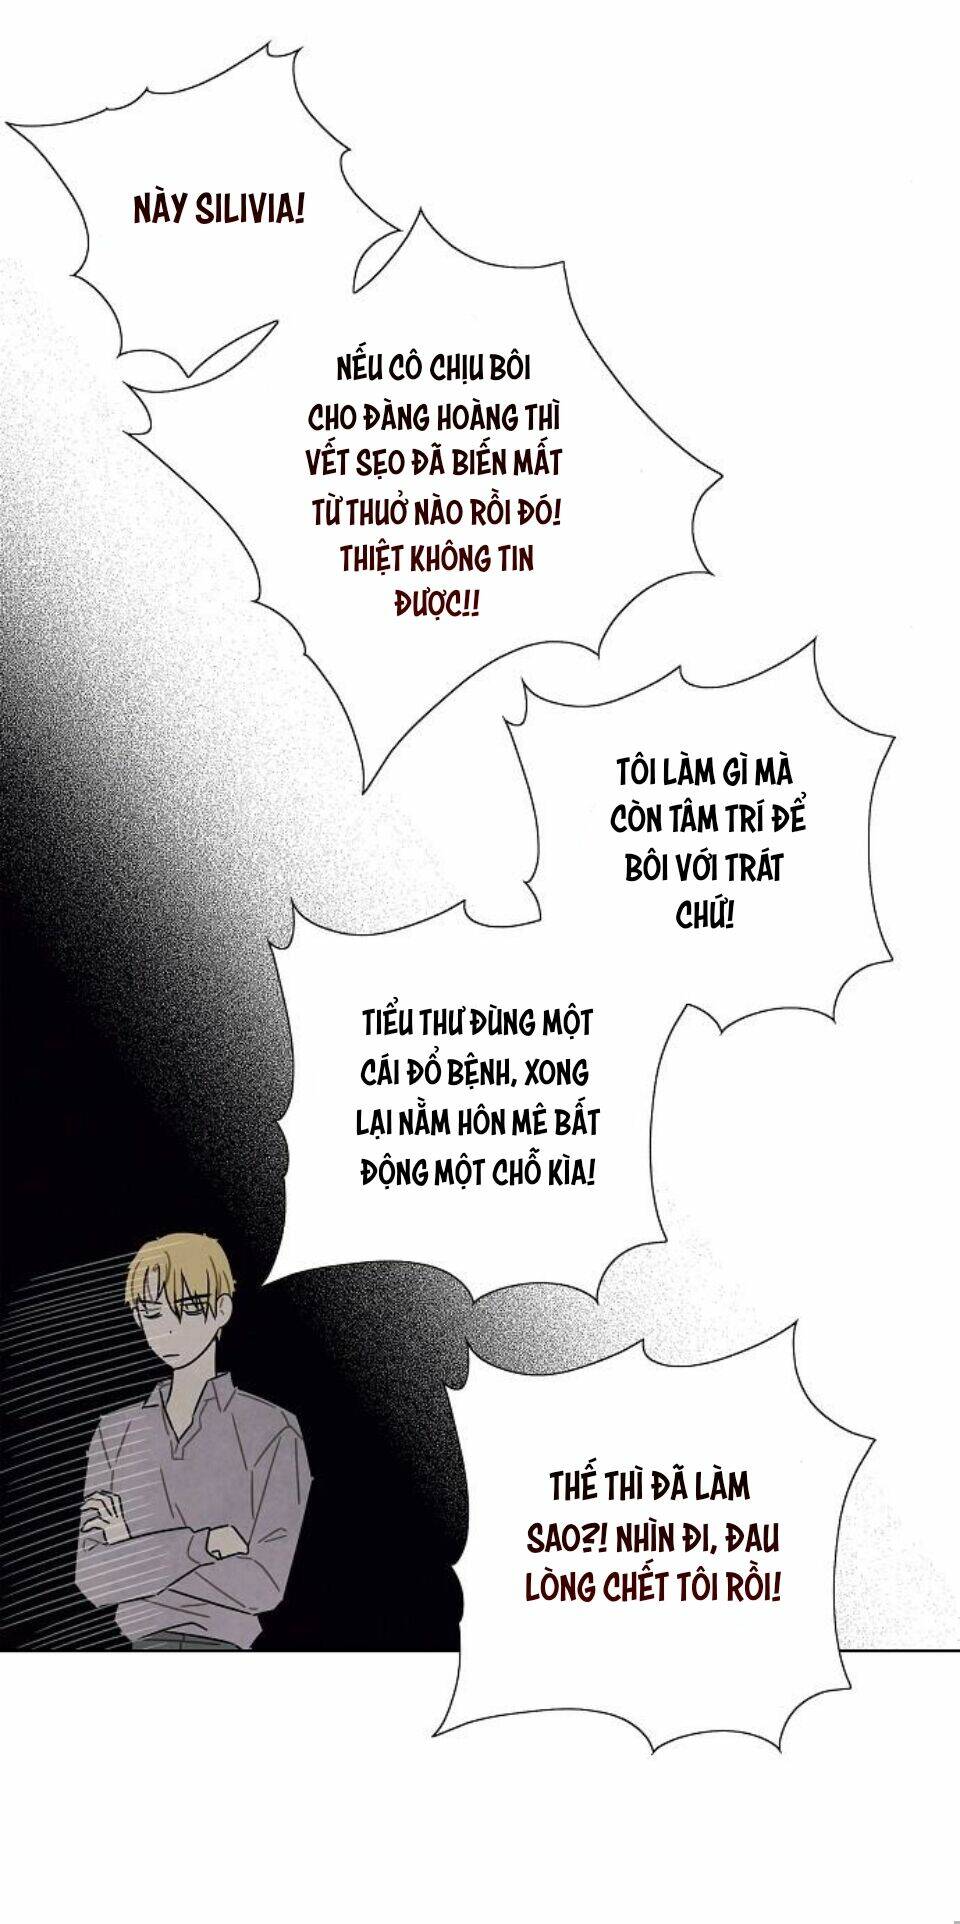 NÀY SILIVIA!
NẾU CÔ CHỊU BÔI
CHO ĐÀNG HOÀNG THÌ
VẾT SẸO ĐÃ BIẾN MẤT
TỪ THUỞ NÀO RỒI ĐÓ!
THIỆT KHÔNG TIN
ĐƯỢC!!
TÔI LÀM GÌ MÀ
CÒN TÂM TRÍ ĐỂ
BÔI VỚI TRÁT
CHỨ!
TIỂU THƯ ĐÙNG MỘT
CÁI ĐỔ BỆNH, XONG
LẠI NẰM HÔN MÊ BẤT
ĐỘNG MỘT CHỖ KÌA!
THẾ THÌ ĐÃ LÀM
SAO?! NHÌN ĐI, ĐAU
LÒNG CHẾT TÔI RỒI!